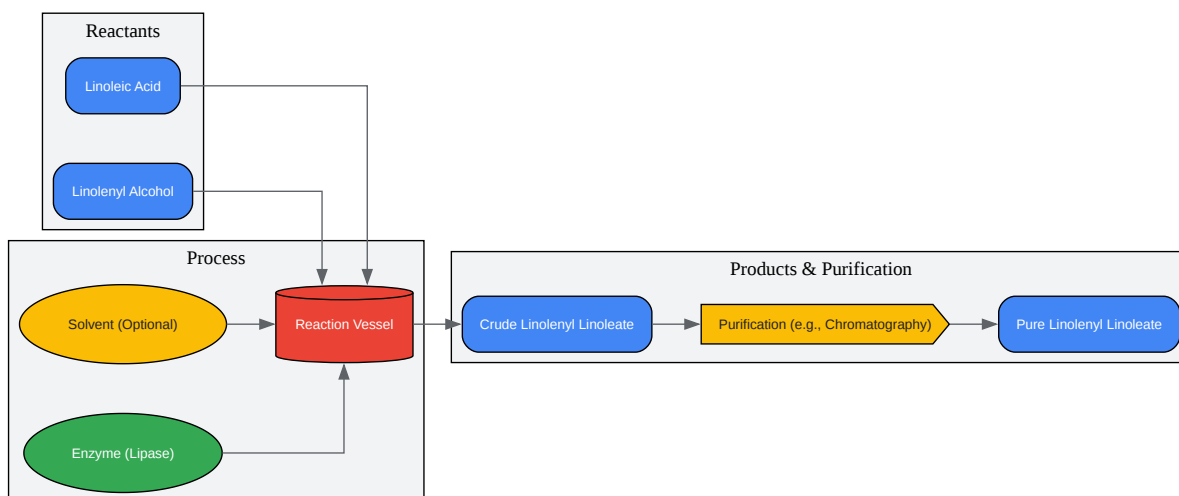 Reactants
Linoleic Acid
Linolenyl Alcohol
Process
Solvent (Optional)
Reaction Vessel
Enzyme (Lipase)
Products & Purification
Crude Linolenyl Linoleate
Purification (e.g., Chromatography)
Pure Linolenyl Linoleate